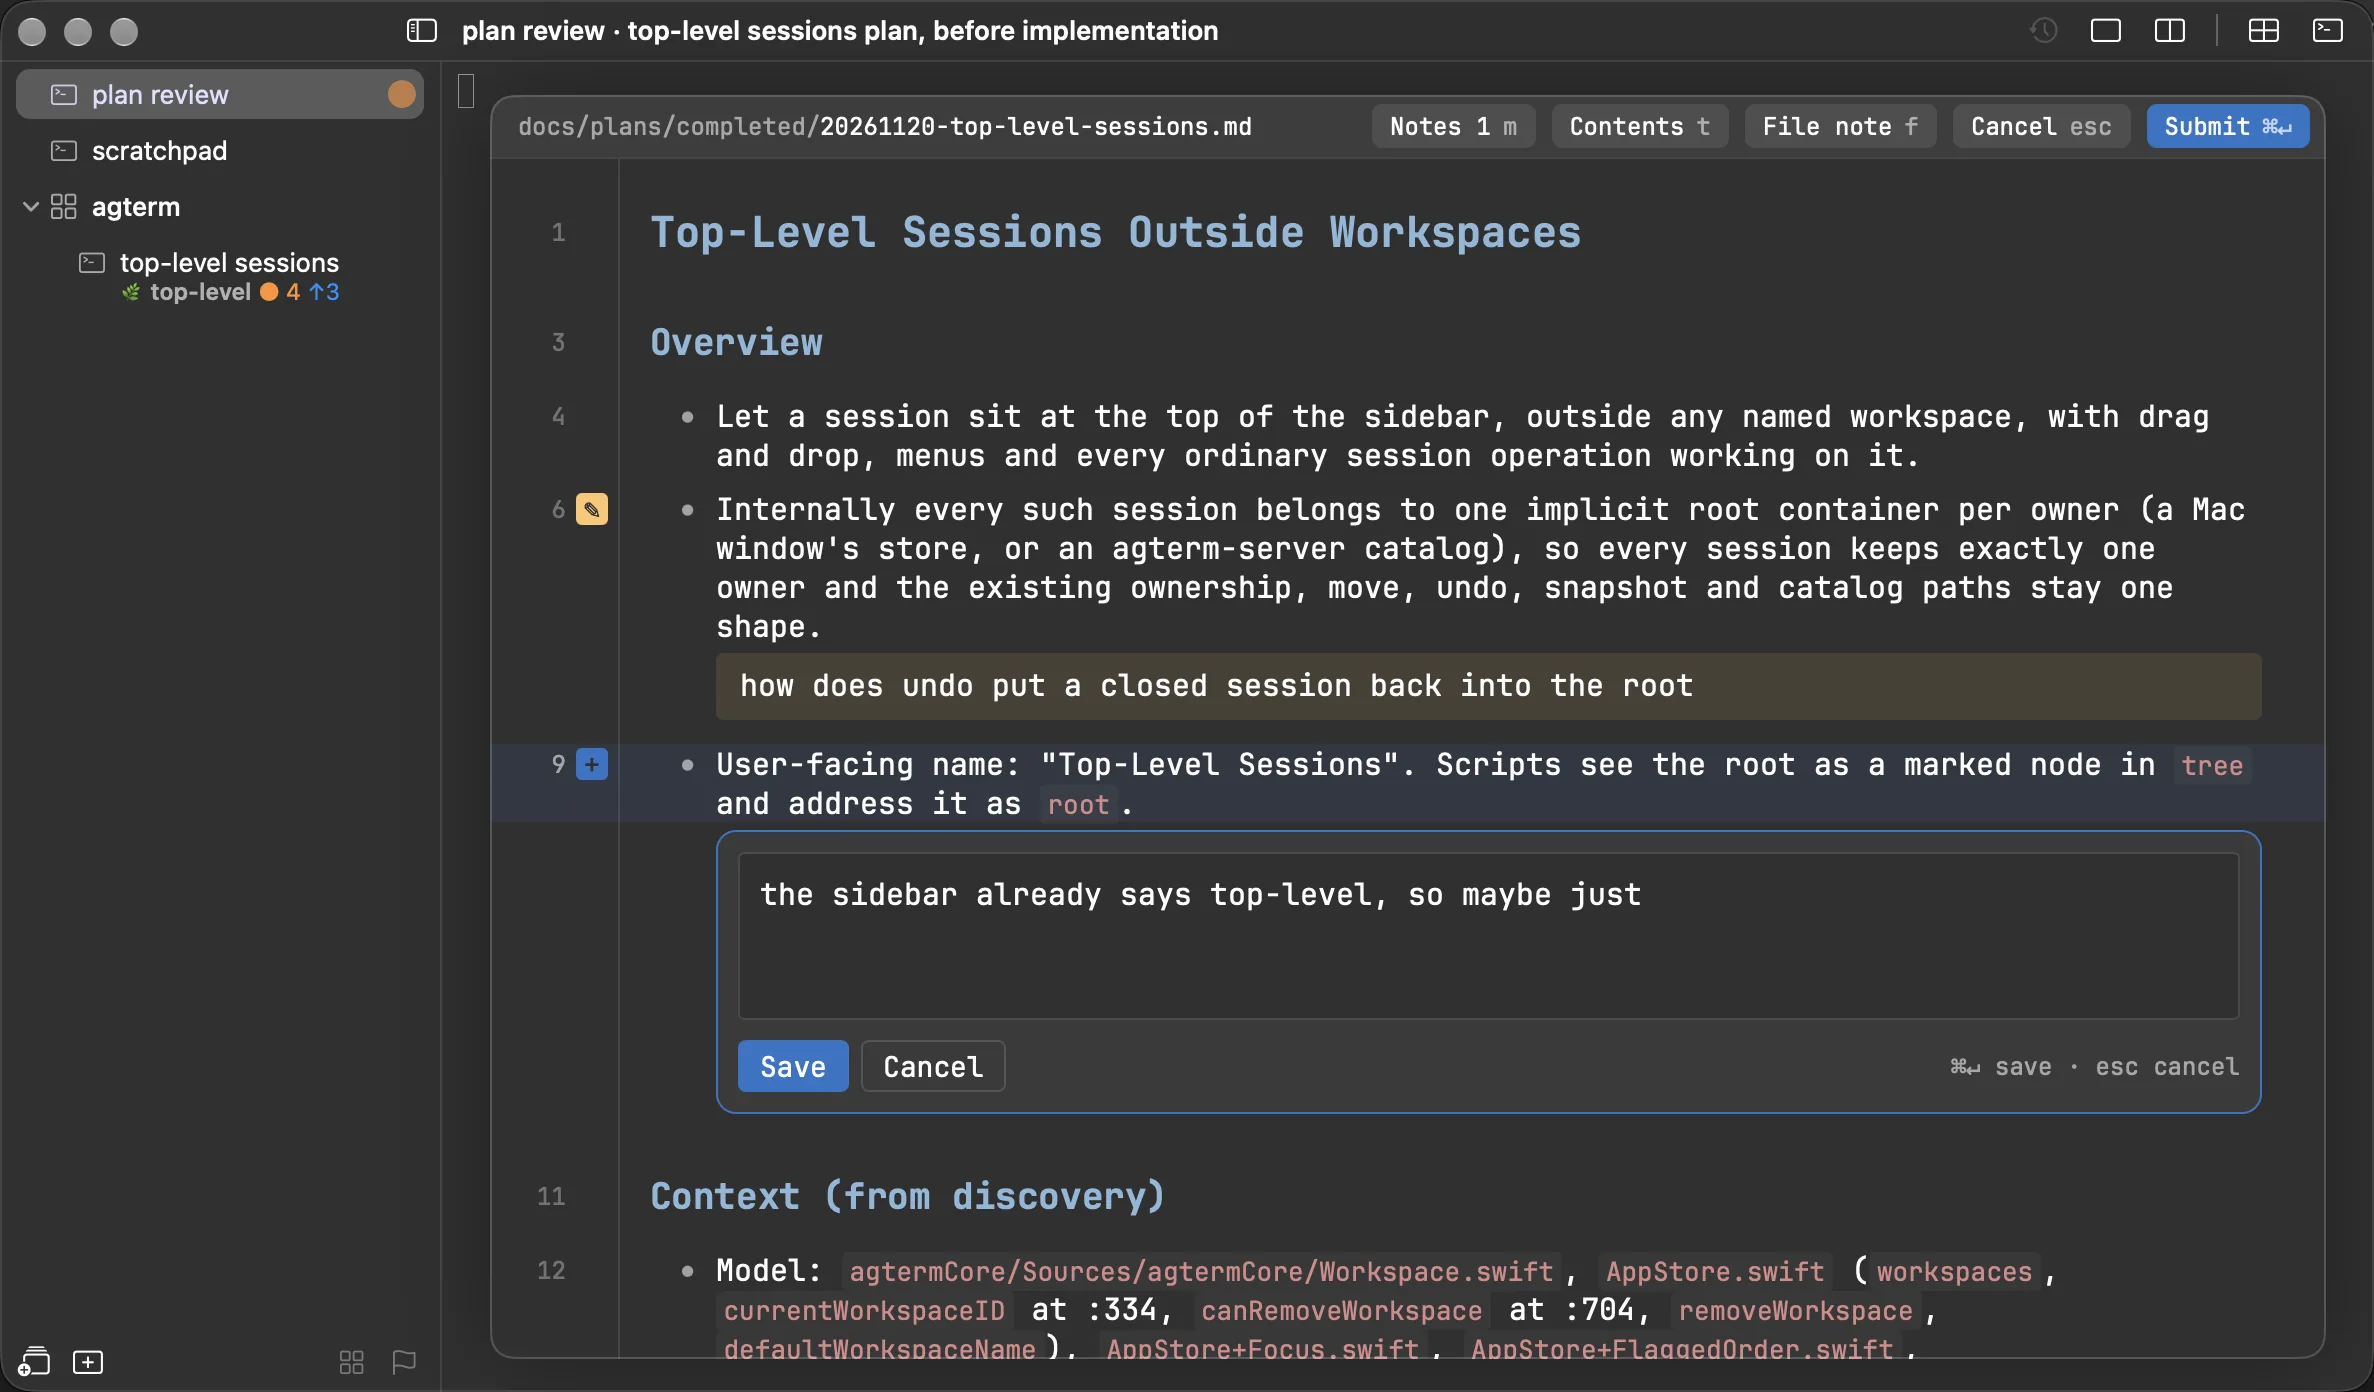 plan review · top-level sessions plan, before implementation
plan review
scratchpad
agterm
top-level sessions
top-level 4 ↑3
docs/plans/completed/20261120-top-level-sessions.md
Notes 1 m
Contents t
File note f
Cancel esc
Submit ⌘↵
1 Top-Level Sessions Outside Workspaces
3 Overview
4 • Let a session sit at the top of the sidebar, outside any named workspace, with drag
and drop, menus and every ordinary session operation working on it.
6 • Internally every such session belongs to one implicit root container per owner (a Mac
window's store, or an agterm-server catalog), so every session keeps exactly one
owner and the existing ownership, move, undo, snapshot and catalog paths stay one
shape.
how does undo put a closed session back into the root
9 + • User-facing name: "Top-Level Sessions". Scripts see the root as a marked node in tree
and address it as root.
the sidebar already says top-level, so maybe just
Save Cancel ⌘↵ save · esc cancel
11 Context (from discovery)
12 • Model: agtermCore/Sources/agtermCore/Workspace.swift, AppStore.swift (workspaces,
currentWorkspaceID at :334, canRemoveWorkspace at :704, removeWorkspace,
defaultWorkspaceName), AppStore+Focus.swift, AppStore+FlaggedOrder.swift,